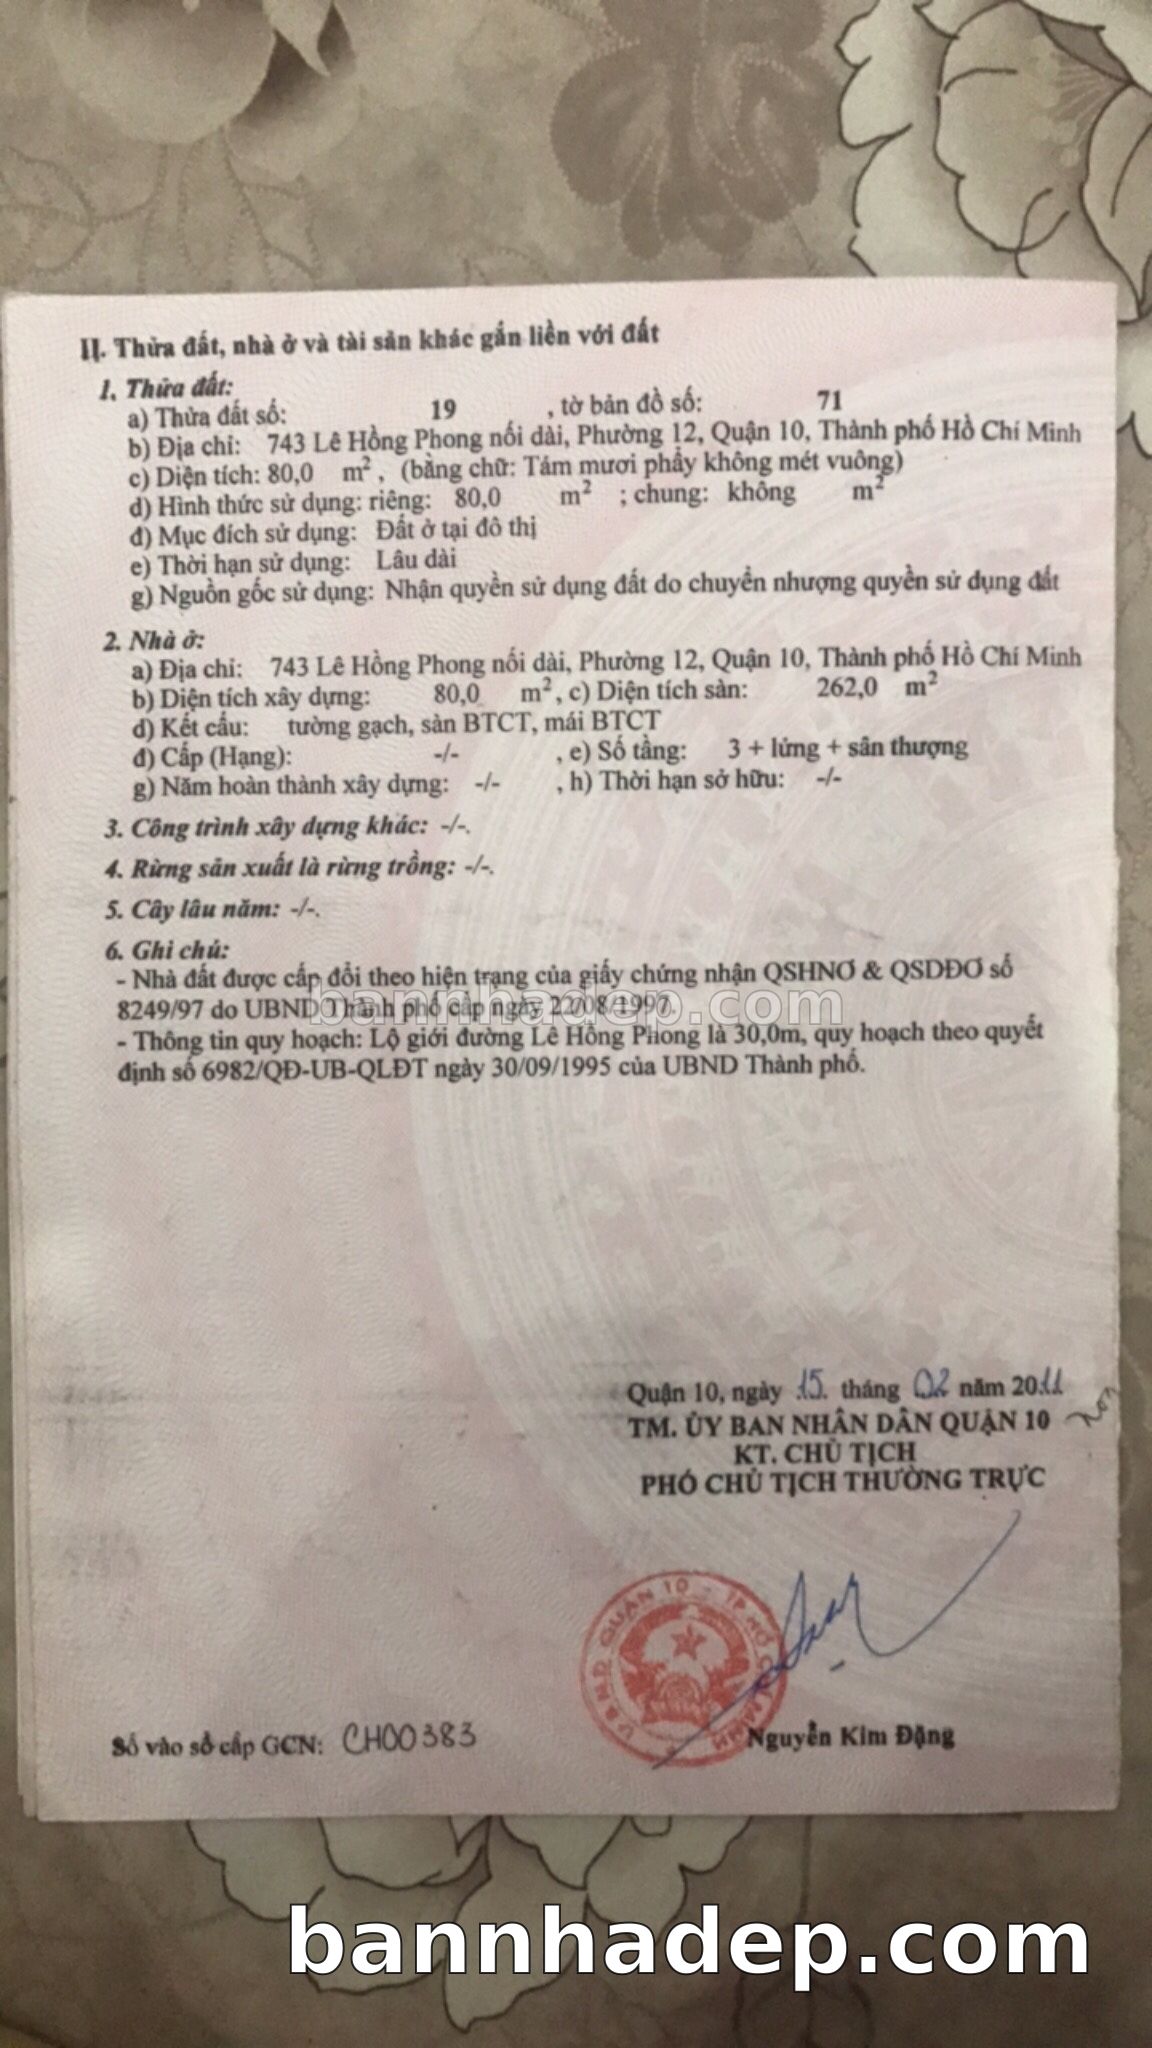 II. Thửa đất, nhà ở và tài sản khác gắn liền với đất
1. Thửa đất:
a) Thửa đất số: 19 , tờ bản đồ số: 71
b) Địa chỉ: 743 Lê Hồng Phong nối dài, Phường 12, Quận 10, Thành phố Hồ Chí Minh
c) Diện tích: 80,0 m², (bằng chữ: Tám mươi phẩy không mét vuông)
d) Hình thức sử dụng: riêng: 80,0 m² ; chung: không m²
đ) Mục đích sử dụng: Đất ở tại đô thị
e) Thời hạn sử dụng: Lâu dài
g) Nguồn gốc sử dụng: Nhận quyền sử dụng đất do chuyển nhượng quyền sử dụng đất
2. Nhà ở:
a) Địa chỉ: 743 Lê Hồng Phong nối dài, Phường 12, Quận 10, Thành phố Hồ Chí Minh
b) Diện tích xây dựng: 80,0 m², c) Diện tích sàn: 262,0 m²
d) Kết cấu: tường gạch, sàn BTCT, mái BTCT
đ) Cấp (Hạng): -/- , e) Số tầng: 3 + lửng + sân thượng
g) Năm hoàn thành xây dựng: -/- , h) Thời hạn sở hữu: -/-
3. Công trình xây dựng khác: -/-.
4. Rừng sản xuất là rừng trồng: -/-.
5. Cây lâu năm: -/-.
6. Ghi chú:
- Nhà đất được cấp đổi theo hiện trạng của giấy chứng nhận QSHNƠ & QSDĐƠ số
8249/97 do UBND Thành phố cấp ngày 22/08/1997.
bannhadep.com
- Thông tin quy hoạch: Lộ giới đường Lê Hồng Phong là 30,0m, quy hoạch theo quyết
định số 6982/QĐ-UB-QLĐT ngày 30/09/1995 của UBND Thành phố.
Quận 10, ngày 15 tháng 02 năm 2011
TM. ỦY BAN NHÂN DÂN QUẬN 10
KT. CHỦ TỊCH
PHÓ CHỦ TỊCH THƯỜNG TRỰC
U.B.N.D QUẬN 10 - TP HỒ CHÍ MINH
Nguyễn Kim Đặng
Số vào sổ cấp GCN: CH00383
bannhadep.com